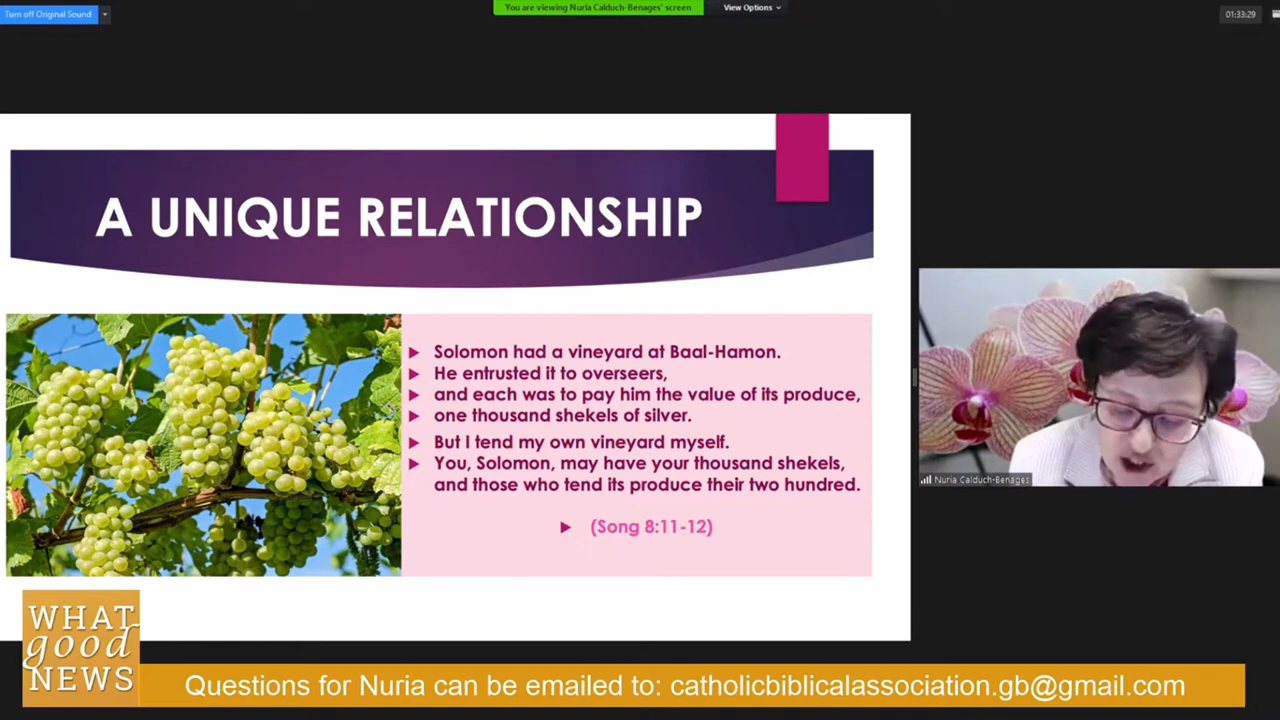 Turn off Original Sound
You are viewing Nuria Calduch-Benages' screen
View Options
01:33:29
A UNIQUE RELATIONSHIP
Solomon had a vineyard at Baal-Hamon.
He entrusted it to overseers,
and each was to pay him the value of its produce,
one thousand shekels of silver.
But I tend my own vineyard myself.
You, Solomon, may have your thousand shekels,
and those who tend its produce their two hundred.
(Song 8:11-12)
Nuria Calduch-Benages
WHAT
good
NEWS
Questions for Nuria can be emailed to: catholicbiblicalassociation.gb@gmail.com